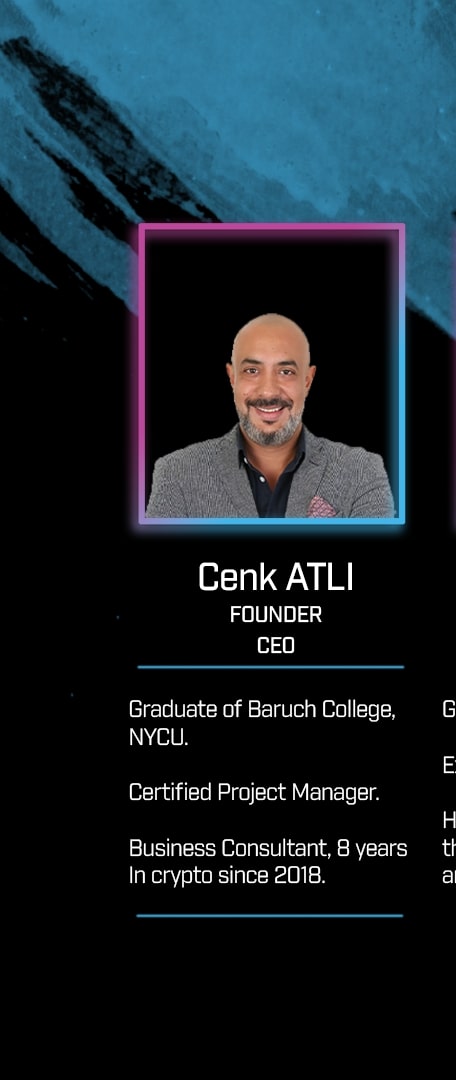 Cenk ATLI
FOUNDER
CEO
Graduate of Baruch College,
NYCU.
Certified Project Manager.
Business Consultant, 8 years
In crypto since 2018.